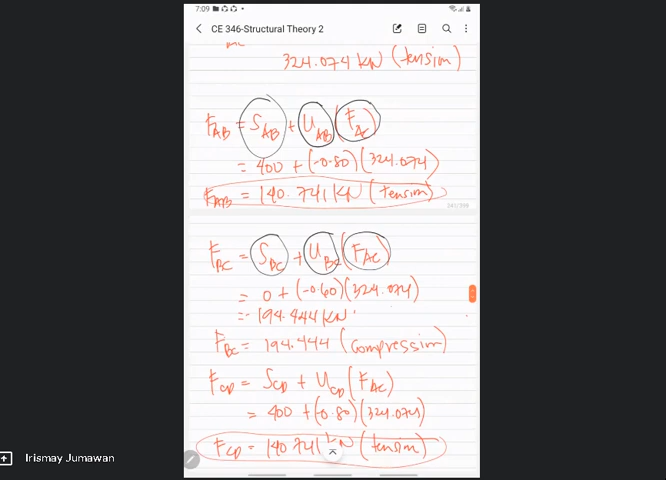 7:09
CE 346-Structural Theory 2
324.074 KN (tension)
FAB = SAB + UAB (FAC)
= 400 + (-0.80)(324.074)
FAB = 140.741 KN (tension)
FBC = SBC + UBC (FAC)
= 0 + (-0.60)(324.074)
= -194.444 KN
FBC = 194.444 (compression)
FCD = SCD + UCD (FAC)
= 400 + (-0.80)(324.074)
FCD = 140.741 KN (tension)
Irismay Jumawan